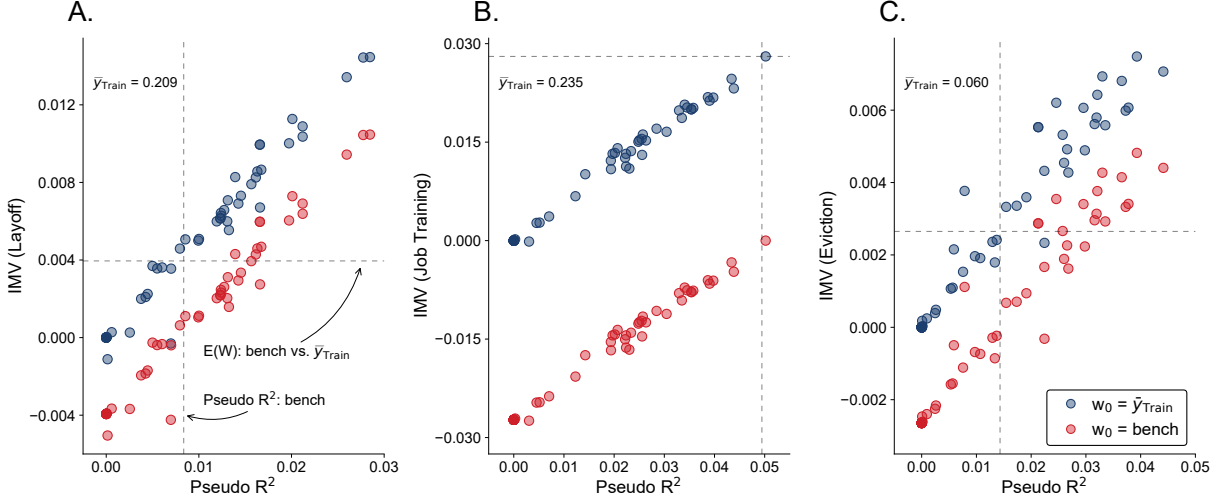 A.
IMV (Layoff)
0.012
0.008
0.004
0.000
−0.004
ȳTrain = 0.209
E(W): bench vs. ȳTrain
Pseudo R²: bench
0.00 0.01 0.02 0.03
Pseudo R²
B.
IMV (Job Training)
0.030
0.015
0.000
−0.015
−0.030
ȳTrain = 0.235
0.00 0.01 0.02 0.03 0.04 0.05
Pseudo R²
C.
IMV (Eviction)
0.006
0.004
0.002
0.000
−0.002
ȳTrain = 0.060
w₀ = ȳTrain
w₀ = bench
0.00 0.01 0.02 0.03 0.04 0.05
Pseudo R²